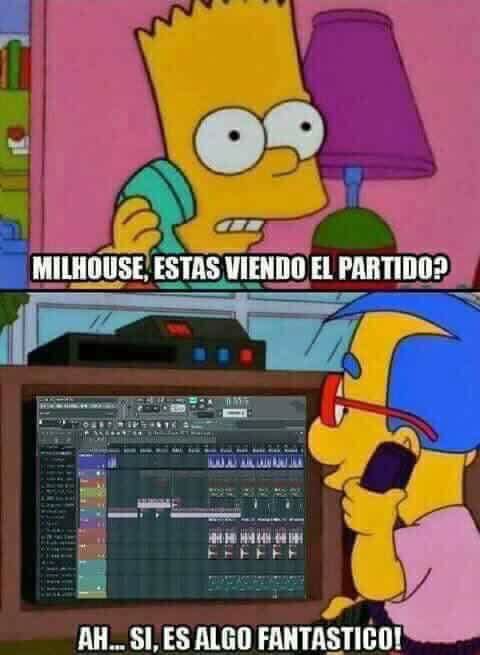 MILHOUSE, ESTAS VIENDO EL PARTIDO?
AH... SI, ES ALGO FANTASTICO!